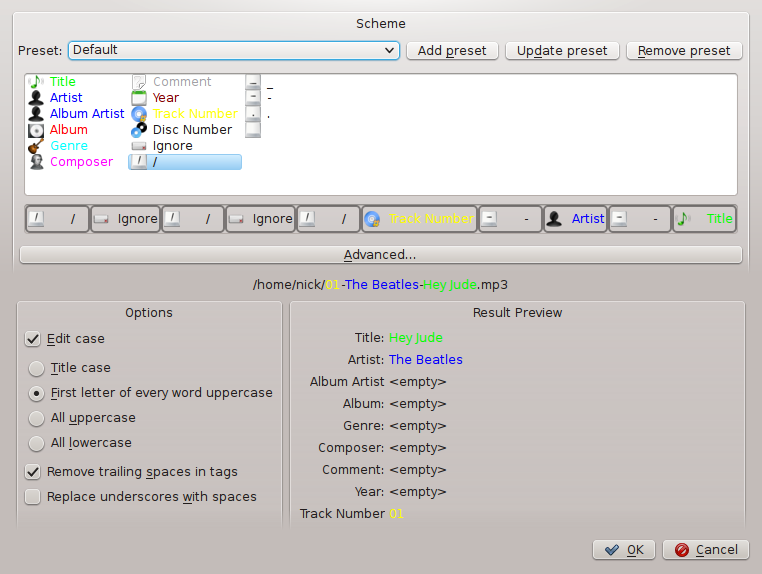 Scheme
Preset: Default Add preset Update preset Remove preset
Title Comment _ _
Artist Year - -
Album Artist Track Number . .
Album Disc Number
Genre Ignore
Composer / /
/ / Ignore / / Ignore / / Track Number - - Artist - - Title
Advanced...
/home/nick/01-The Beatles-Hey Jude.mp3
Options
Edit case
Title case
First letter of every word uppercase
All uppercase
All lowercase
Remove trailing spaces in tags
Replace underscores with spaces
Result Preview
Title: Hey Jude
Artist: The Beatles
Album Artist <empty>
Album: <empty>
Genre: <empty>
Composer: <empty>
Comment: <empty>
Year: <empty>
Track Number 01
OK Cancel